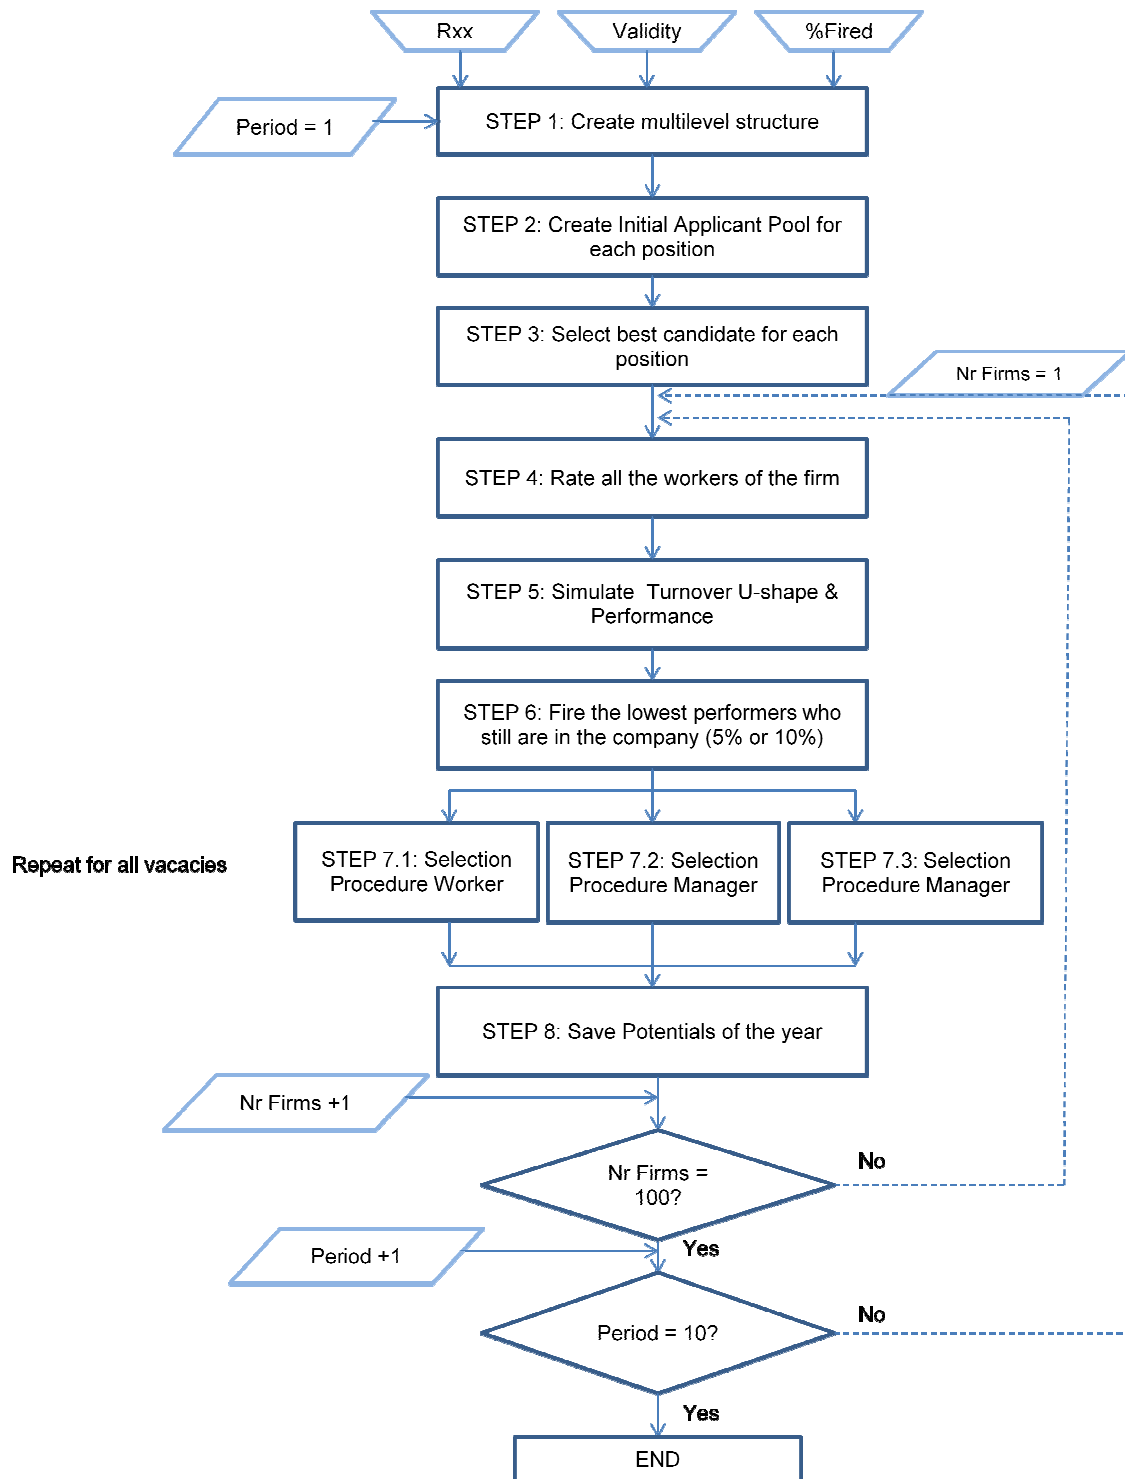 Rxx
Validity
%Fired
Period = 1
STEP 1: Create multilevel structure
STEP 2: Create Initial Applicant Pool for
each position
STEP 3: Select best candidate for each
position
Nr Firms = 1
STEP 4: Rate all the workers of the firm
STEP 5: Simulate Turnover U-shape &
Performance
STEP 6: Fire the lowest performers who
still are in the company (5% or 10%)
Repeat for all vacacies
STEP 7.1: Selection
Procedure Worker
STEP 7.2: Selection
Procedure Manager
STEP 7.3: Selection
Procedure Manager
STEP 8: Save Potentials of the year
Nr Firms +1
Nr Firms =
100?
No
Yes
Period +1
Period = 10?
No
Yes
END